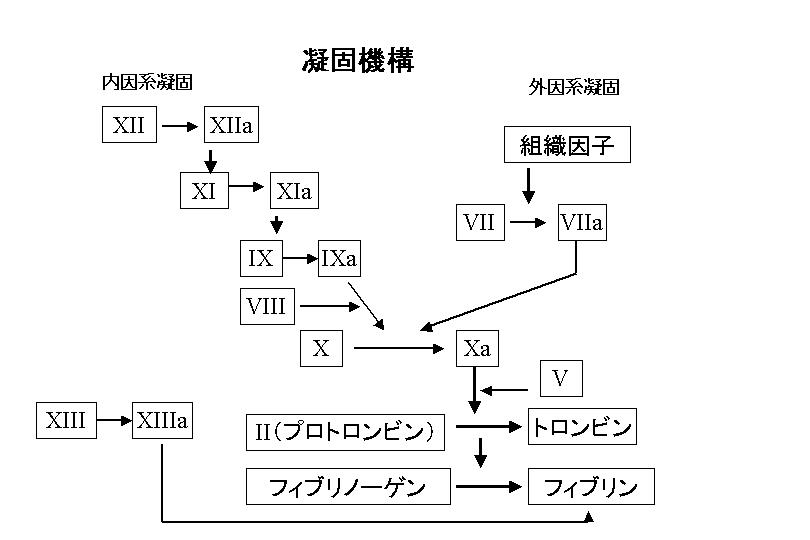 凝固機構
内因系凝固
外因系凝固
XII
XIIa
組織因子
XI
XIa
VII
VIIa
IX
IXa
VIII
X
Xa
V
XIII
XIIIa
II(プロトロンビン)
トロンビン
フィブリノーゲン
フィブリン